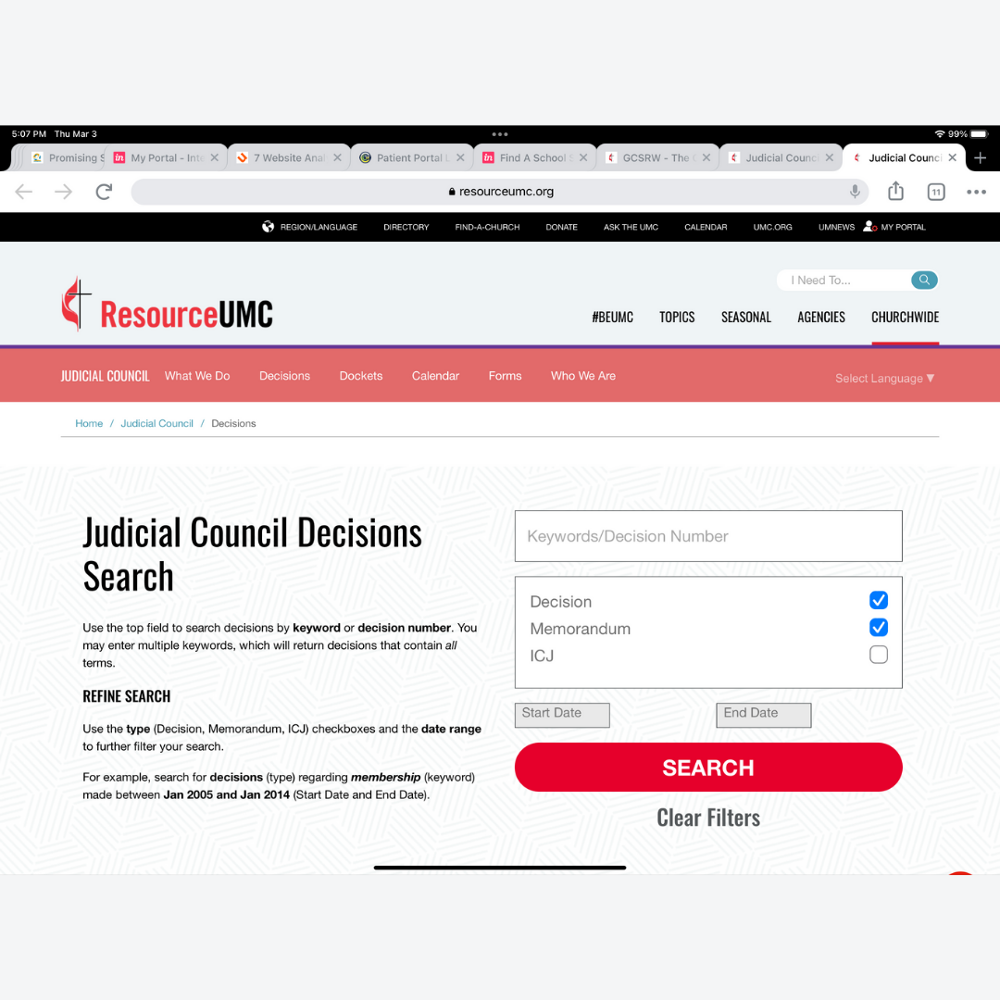 5:07 PM Thu Mar 3
99%
Promising S
My Portal - Int
7 Website Anal
Patient Portal L
Find A School
GCSRW - The
Judicial Counc
Judicial Counci
resourceumc.org
11
REGION/LANGUAGE DIRECTORY FIND-A-CHURCH DONATE ASK THE UMC CALENDAR UMC.ORG UMNEWS MY PORTAL
I Need To...
ResourceUMC
#BEUMC TOPICS SEASONAL AGENCIES CHURCHWIDE
JUDICIAL COUNCIL What We Do Decisions Dockets Calendar Forms Who We Are
Select Language ▼
Home / Judicial Council / Decisions
Judicial Council Decisions
Search
Use the top field to search decisions by keyword or decision number. You
may enter multiple keywords, which will return decisions that contain all
terms.
REFINE SEARCH
Use the type (Decision, Memorandum, ICJ) checkboxes and the date range
to further filter your search.
For example, search for decisions (type) regarding membership (keyword)
made between Jan 2005 and Jan 2014 (Start Date and End Date).
Keywords/Decision Number
Decision
Memorandum
ICJ
Start Date
End Date
SEARCH
Clear Filters